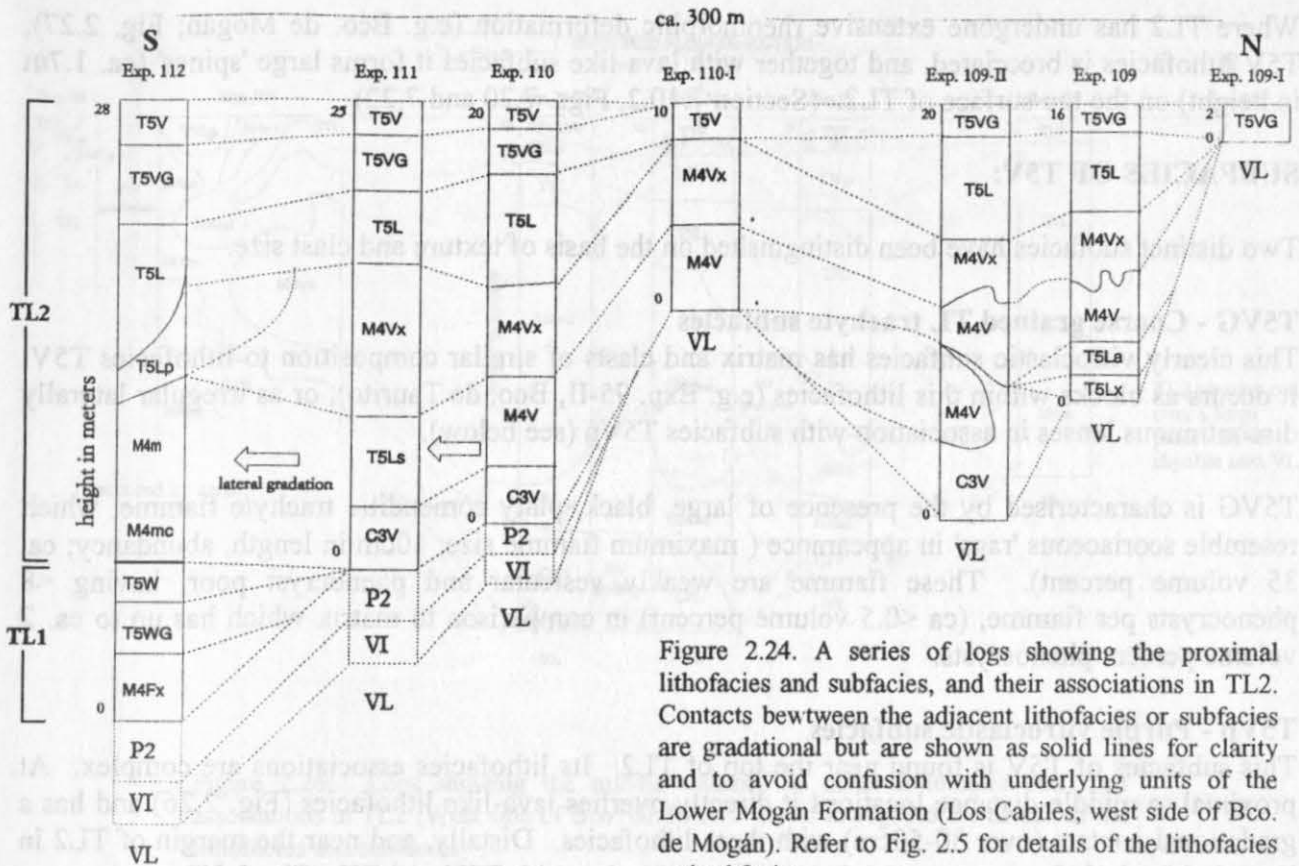 ca. 300 m
S
N
Exp. 112
Exp. 111
Exp. 110
Exp. 110-I
Exp. 109-II
Exp. 109
Exp. 109-I
28
T5V
T5VG
T5L
T5Lp
M4m
M4mc
T5W
T5WG
M4Fx
0
P2
VI
VL
25
T5V
T5VG
T5L
M4Vx
T5Ls
C3V
0
P2
VI
VL
20
T5V
T5VG
T5L
M4Vx
M4V
C3V
0
P2
VI
VL
10
T5V
M4Vx
M4V
0
VL
20
T5VG
T5L
M4Vx
M4V
M4V
C3V
0
VL
16
T5VG
T5L
M4Vx
M4V
T5La
T5Lx
0
VL
2
0
T5VG
VL
TL2
TL1
height in meters
lateral gradation
Figure 2.24. A series of logs showing the proximal
lithofacies and subfacies, and their associations in TL2.
Contacts bewtween the adjacent lithofacies or subfacies
are gradational but are shown as solid lines for clarity
and to avoid confusion with underlying units of the
Lower Mogán Formation (Los Cabiles, west side of Bco.
de Mogán). Refer to Fig. 2.5 for details of the lithofacies